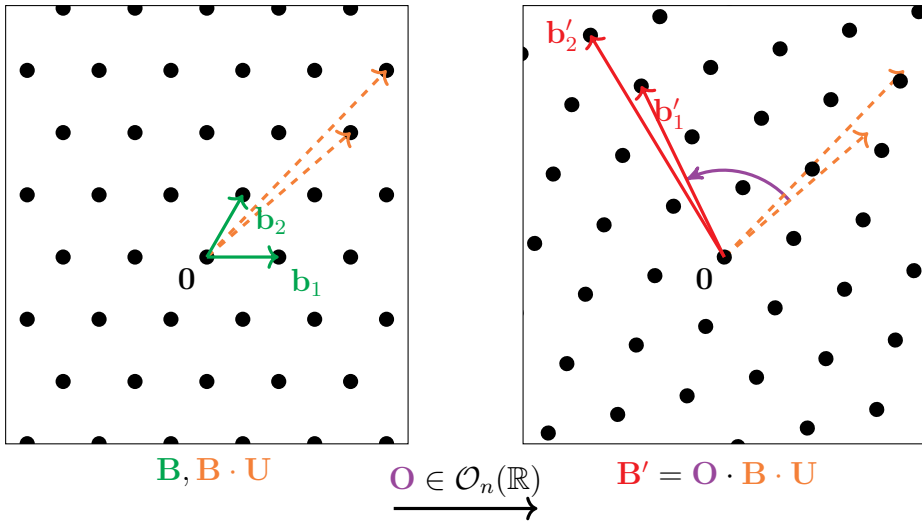 b′₂
b′₁
b₂
b₁
0
0
B, B · U
O ∈ 𝒪ₙ(ℝ)
B′ = O · B · U